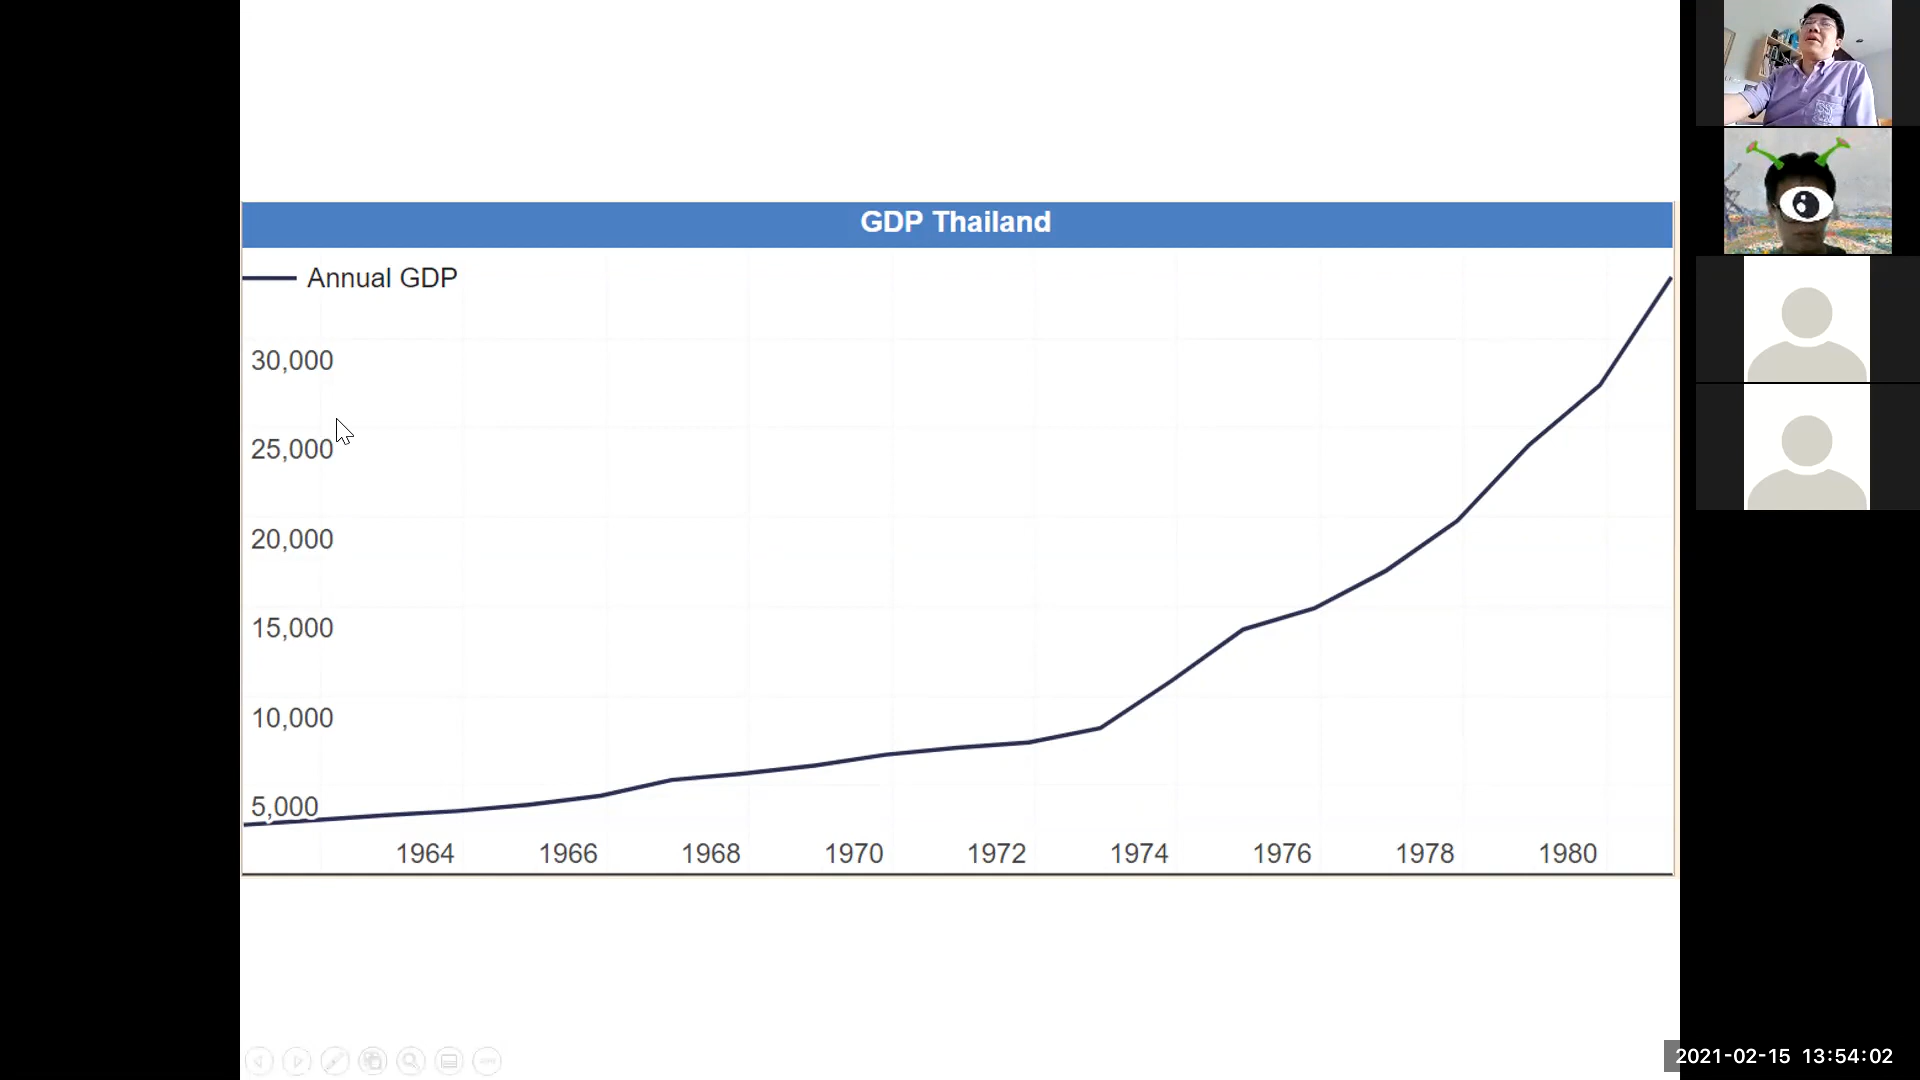 GDP Thailand
Annual GDP
30,000
25,000
20,000
15,000
10,000
5,000
1964 1966 1968 1970 1972 1974 1976 1978 1980
2021-02-15 13:54:02